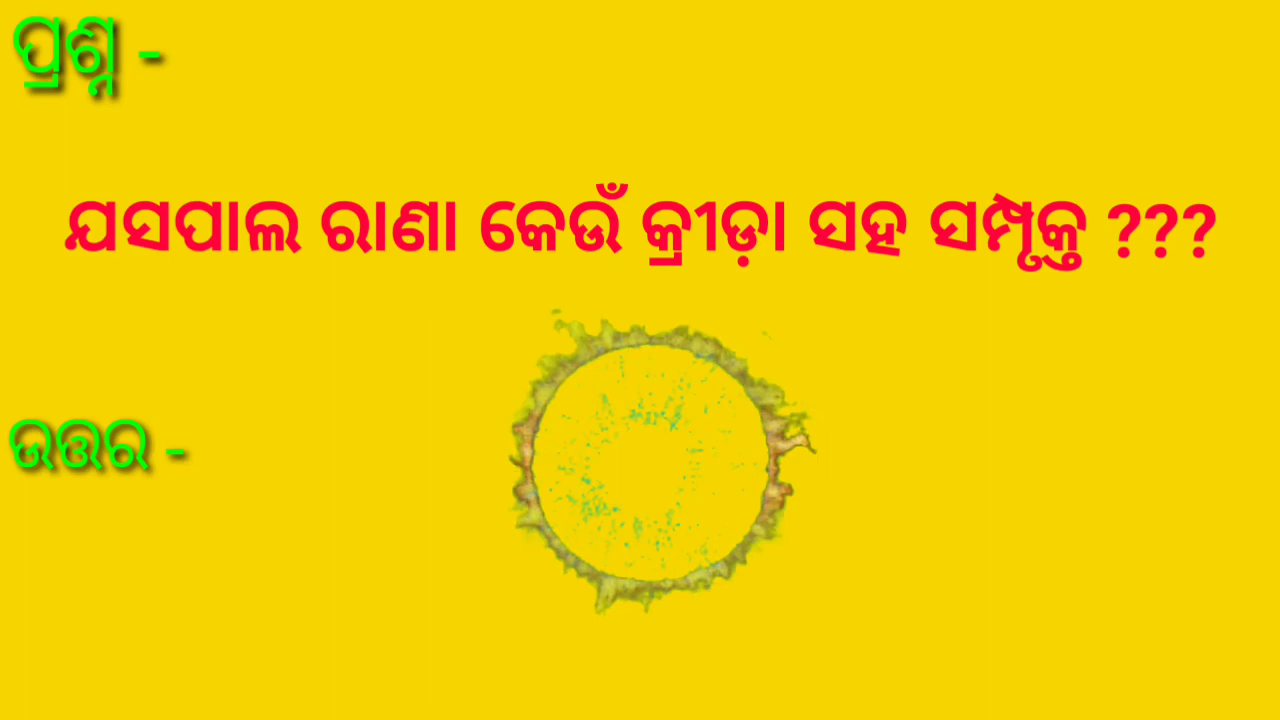 ପ୍ରଶ୍ନ -
ଯସପାଲ ରାଣା କେଉଁ କ୍ରୀଡ଼ା ସହ ସମ୍ପୃକ୍ତ ???
ଉତ୍ତର -